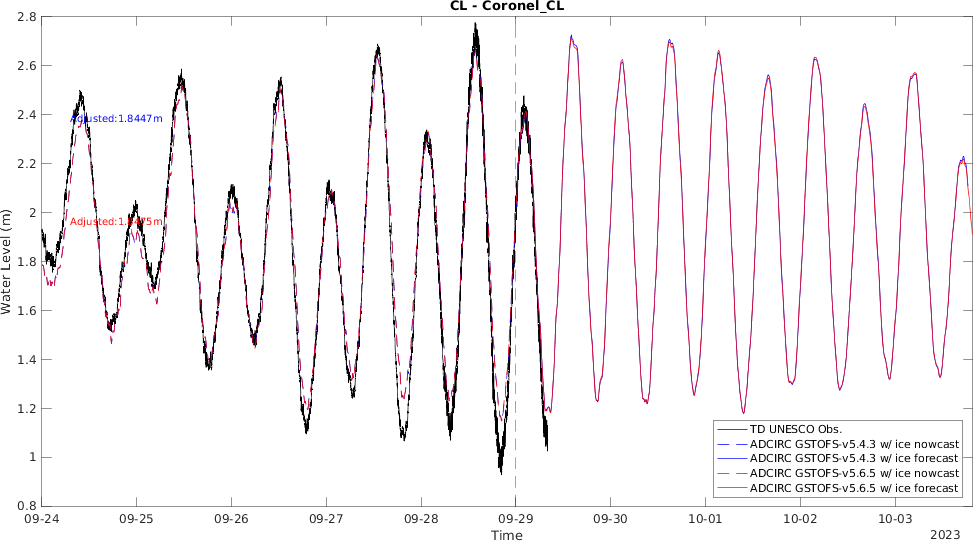 CL - Coronel_CL
2.8
2.6
2.4
2.2
2
1.8
1.6
1.4
1.2
1
0.8
Water Level (m)
Adjusted:1.8447m
09-24
09-25
09-26
09-27
09-28
09-29
09-30
10-01
10-02
10-03
Time
2023
TD UNESCO Obs.
ADCIRC GSTOFS-v5.4.3 w/ ice nowcast
ADCIRC GSTOFS-v5.4.3 w/ ice forecast
ADCIRC GSTOFS-v5.6.5 w/ ice nowcast
ADCIRC GSTOFS-v5.6.5 w/ ice forecast